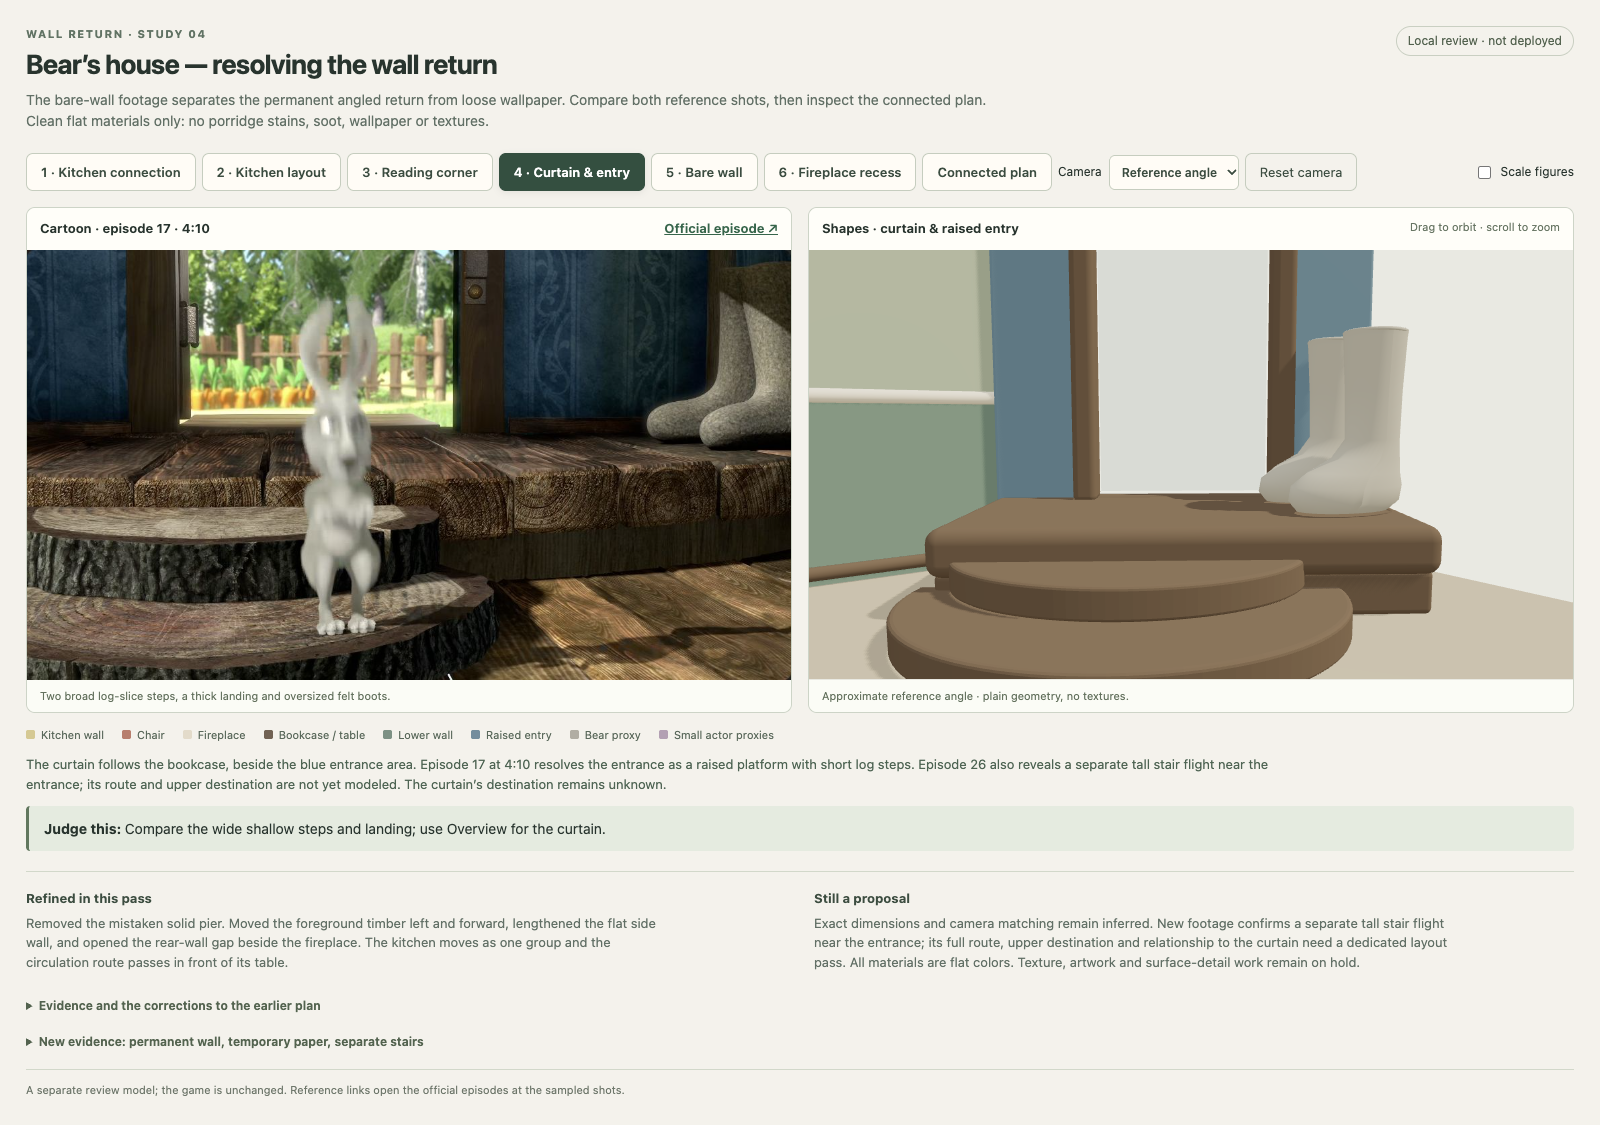 WALL RETURN · STUDY 04
Local review · not deployed
Bear’s house — resolving the wall return
The bare-wall footage separates the permanent angled return from loose wallpaper. Compare both reference shots, then inspect the connected plan.
Clean flat materials only: no porridge stains, soot, wallpaper or textures.
1 · Kitchen connection
2 · Kitchen layout
3 · Reading corner
4 · Curtain & entry
5 · Bare wall
6 · Fireplace recess
Connected plan
Camera
Reference angle
Reset camera
Scale figures
Cartoon · episode 17 · 4:10
Official episode ↗
Two broad log-slice steps, a thick landing and oversized felt boots.
Shapes · curtain & raised entry
Drag to orbit · scroll to zoom
Approximate reference angle · plain geometry, no textures.
Kitchen wall
Chair
Fireplace
Bookcase / table
Lower wall
Raised entry
Bear proxy
Small actor proxies
The curtain follows the bookcase, beside the blue entrance area. Episode 17 at 4:10 resolves the entrance as a raised platform with short log steps. Episode 26 also reveals a separate tall stair flight near the
entrance; its route and upper destination are not yet modeled. The curtain’s destination remains unknown.
Judge this: Compare the wide shallow steps and landing; use Overview for the curtain.
Refined in this pass
Removed the mistaken solid pier. Moved the foreground timber left and forward, lengthened the flat side
wall, and opened the rear-wall gap beside the fireplace. The kitchen moves as one group and the
circulation route passes in front of its table.
Still a proposal
Exact dimensions and camera matching remain inferred. New footage confirms a separate tall stair flight
near the entrance; its full route, upper destination and relationship to the curtain need a dedicated layout
pass. All materials are flat colors. Texture, artwork and surface-detail work remain on hold.
Evidence and the corrections to the earlier plan
New evidence: permanent wall, temporary paper, separate stairs
A separate review model; the game is unchanged. Reference links open the official episodes at the sampled shots.